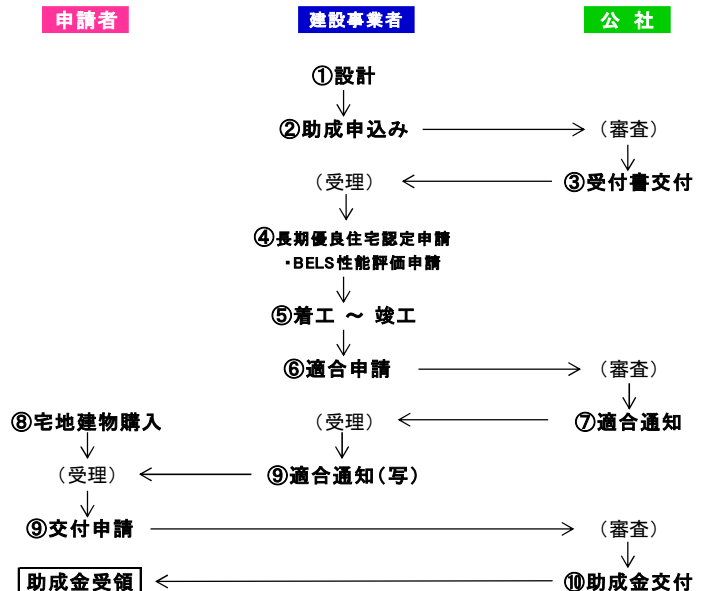 申請者 建設事業者 公 社
①設計
②助成申込み （審査）
（受理） ③受付書交付
④長期優良住宅認定申請
・BELS性能評価申請
⑤着工 ～ 竣工
⑥適合申請 （審査）
⑧宅地建物購入 （受理） ⑦適合通知
（受理） ⑨適合通知（写）
⑨交付申請 （審査）
助成金受領 ⑩助成金交付